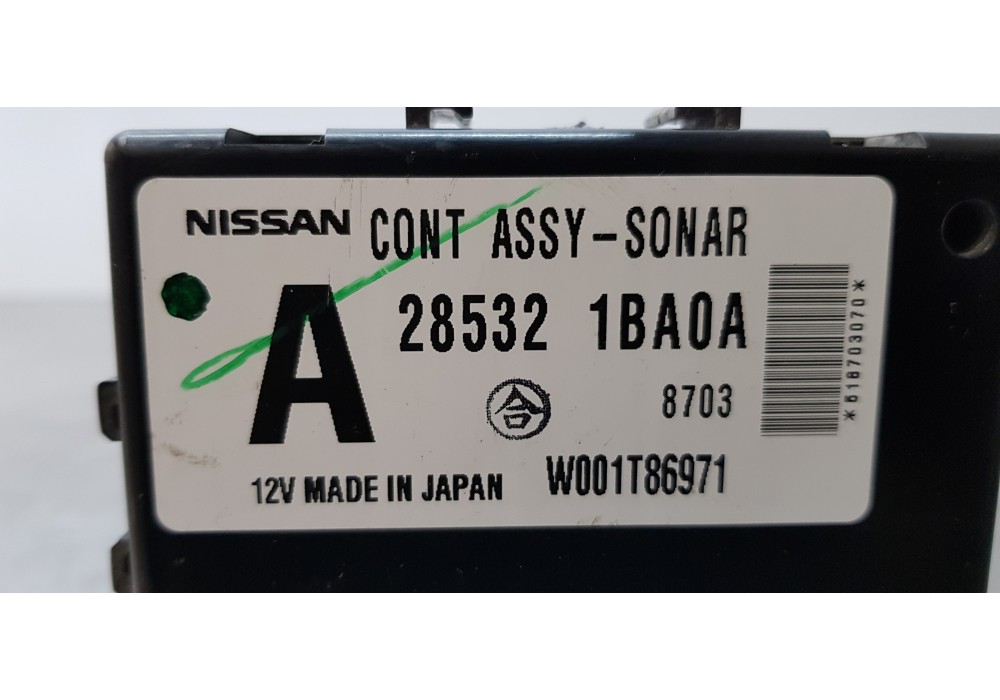 NISSAN CONT ASSY-SONAR
A 28532 1BA0A
合 8703
12V MADE IN JAPAN W001T86971
*618703070*